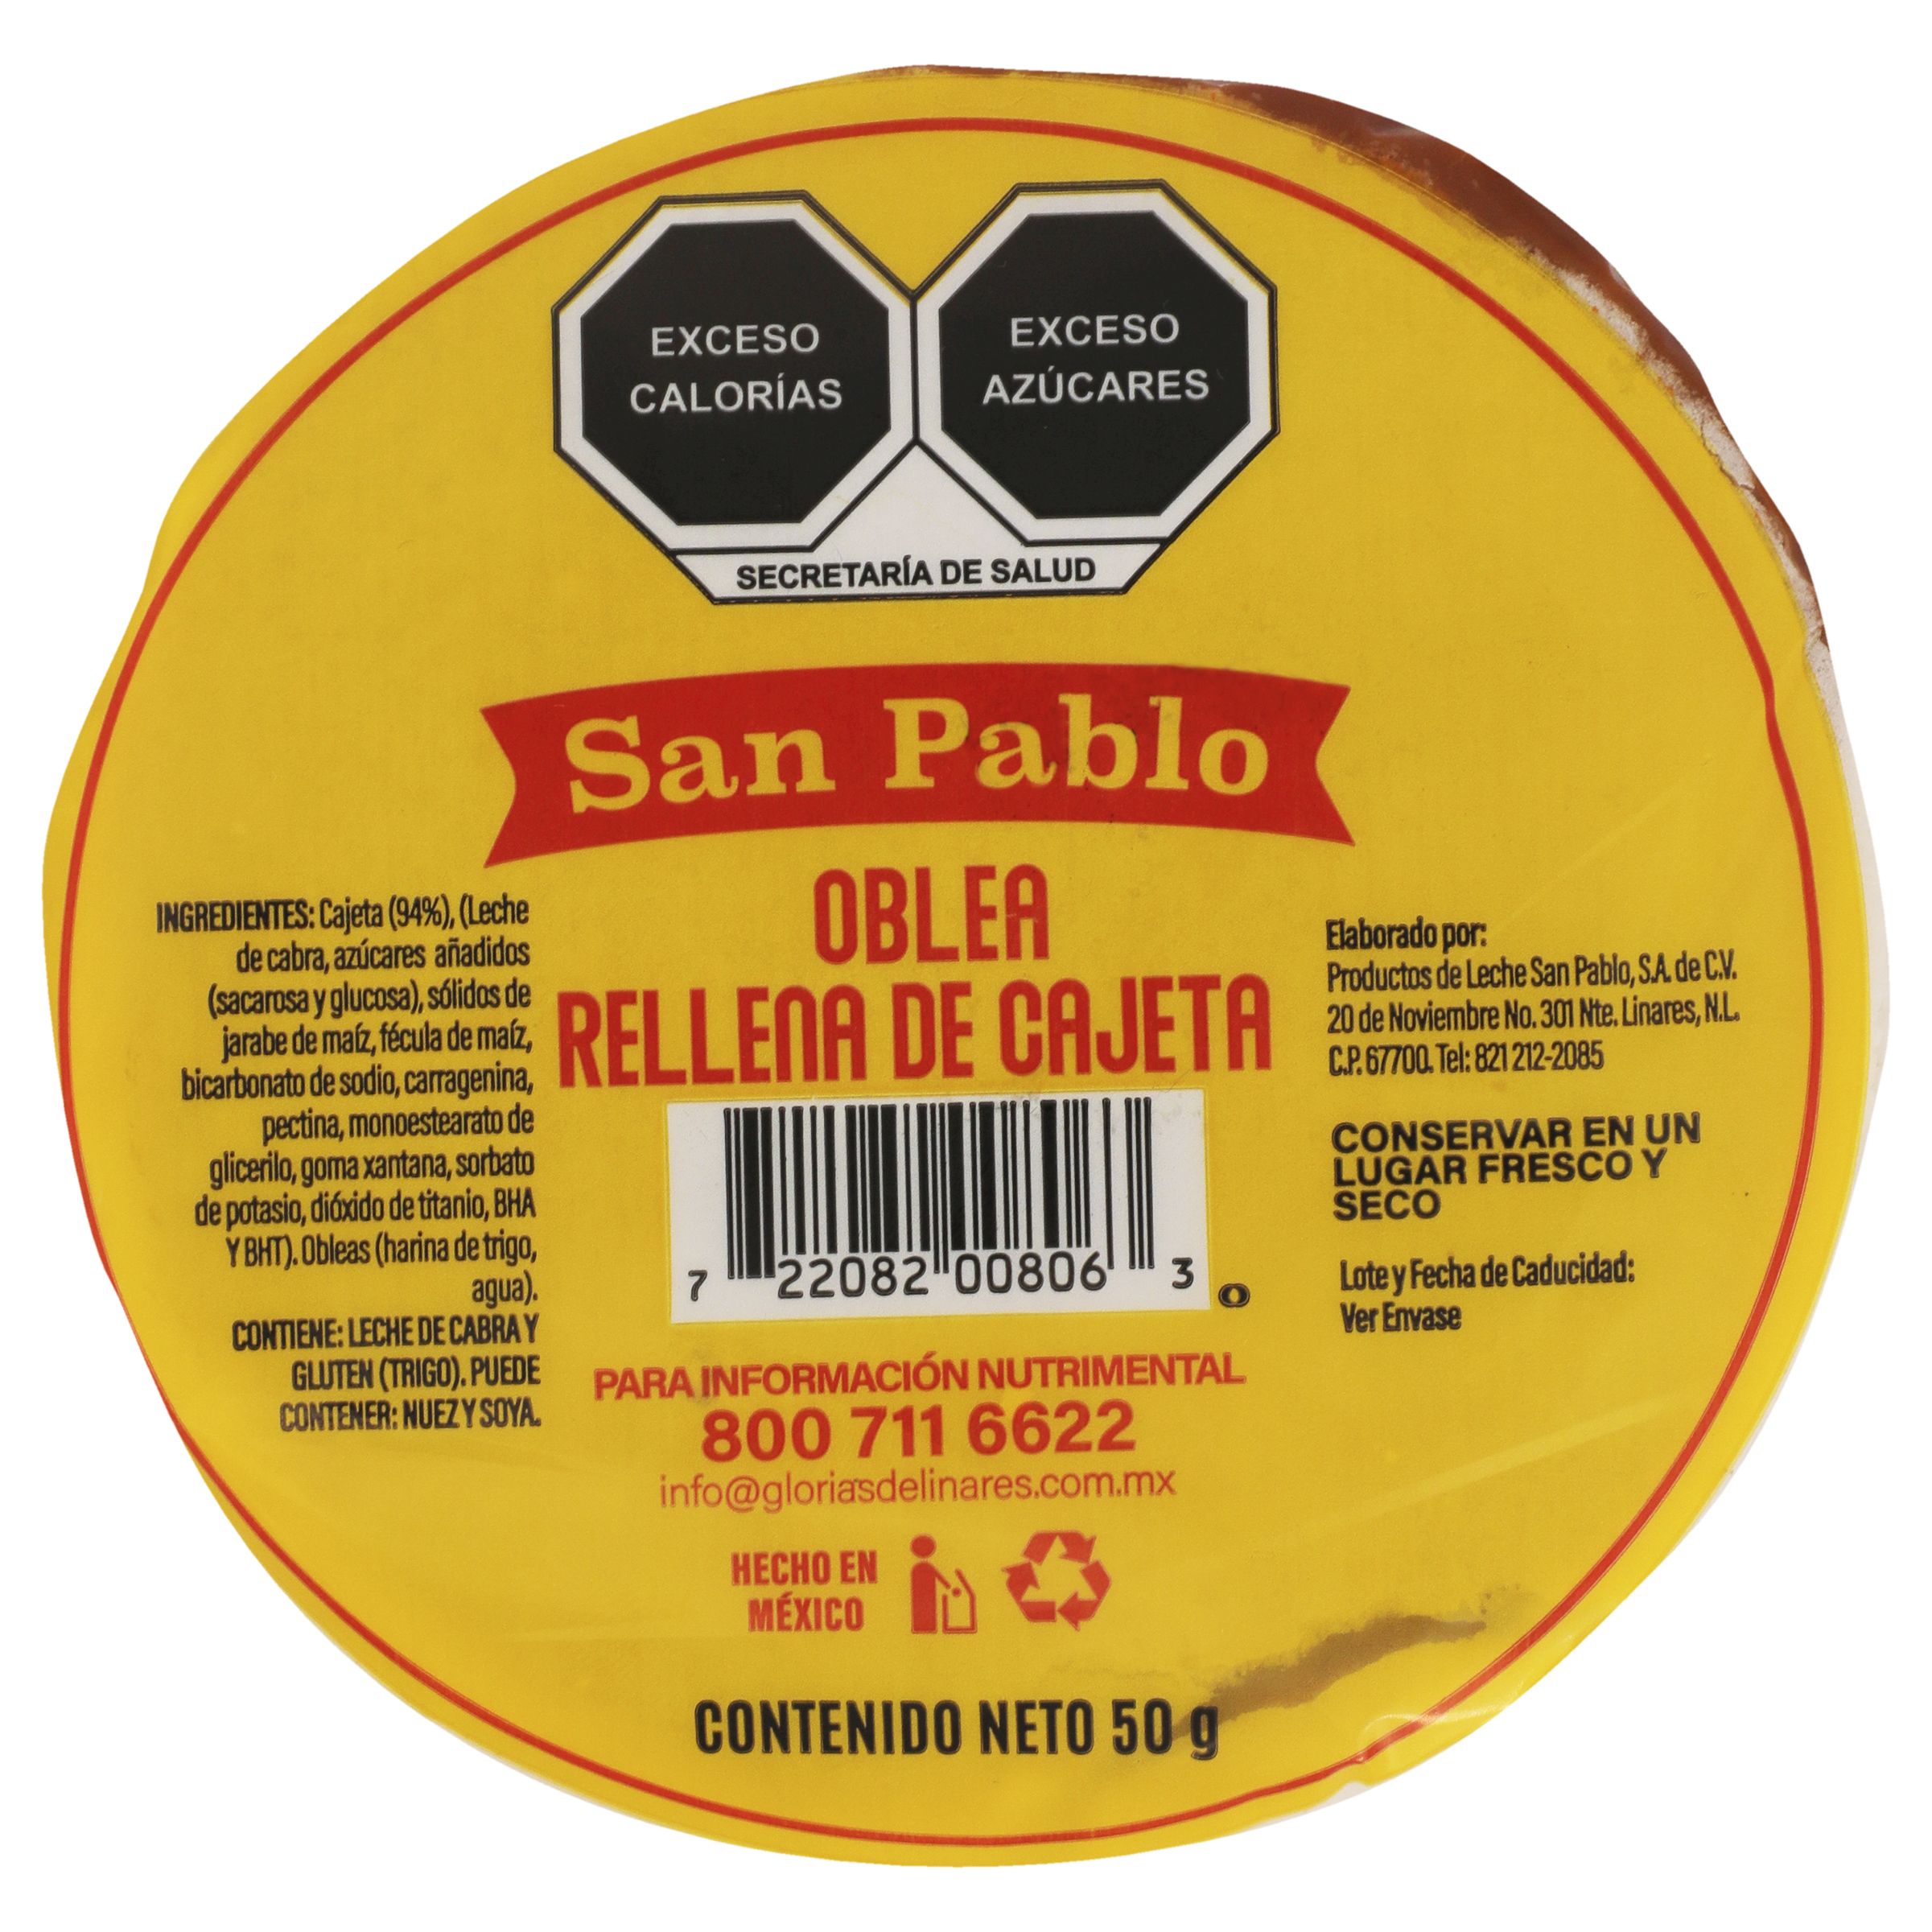 EXCESO
CALORÍAS
EXCESO
AZÚCARES
SECRETARÍA DE SALUD
San Pablo
OBLEA
RELLENA DE CAJETA
INGREDIENTES: Cajeta (94%), (Leche
de cabra, azúcares añadidos
(sacarosa y glucosa), sólidos de
jarabe de maíz, fécula de maíz,
bicarbonato de sodio, carragenina,
pectina, monoestearato de
glicerilo, goma xantana, sorbato
de potasio, dióxido de titanio, BHA
Y BHT). Obleas (harina de trigo,
agua).
CONTIENE: LECHE DE CABRA Y
GLUTEN (TRIGO). PUEDE
CONTENER: NUEZ Y SOYA.
7 22082 00806 3 0
Elaborado por:
Productos de Leche San Pablo, S.A. de C.V.
20 de Noviembre No. 301 Nte. Linares, N.L.
C.P. 67700. Tel: 821 212-2085
CONSERVAR EN UN
LUGAR FRESCO Y
SECO
Lote y Fecha de Caducidad:
Ver Envase
PARA INFORMACIÓN NUTRIMENTAL
800 711 6622
info@gloriasdelinares.com.mx
HECHO EN
MÉXICO
CONTENIDO NETO 50 g